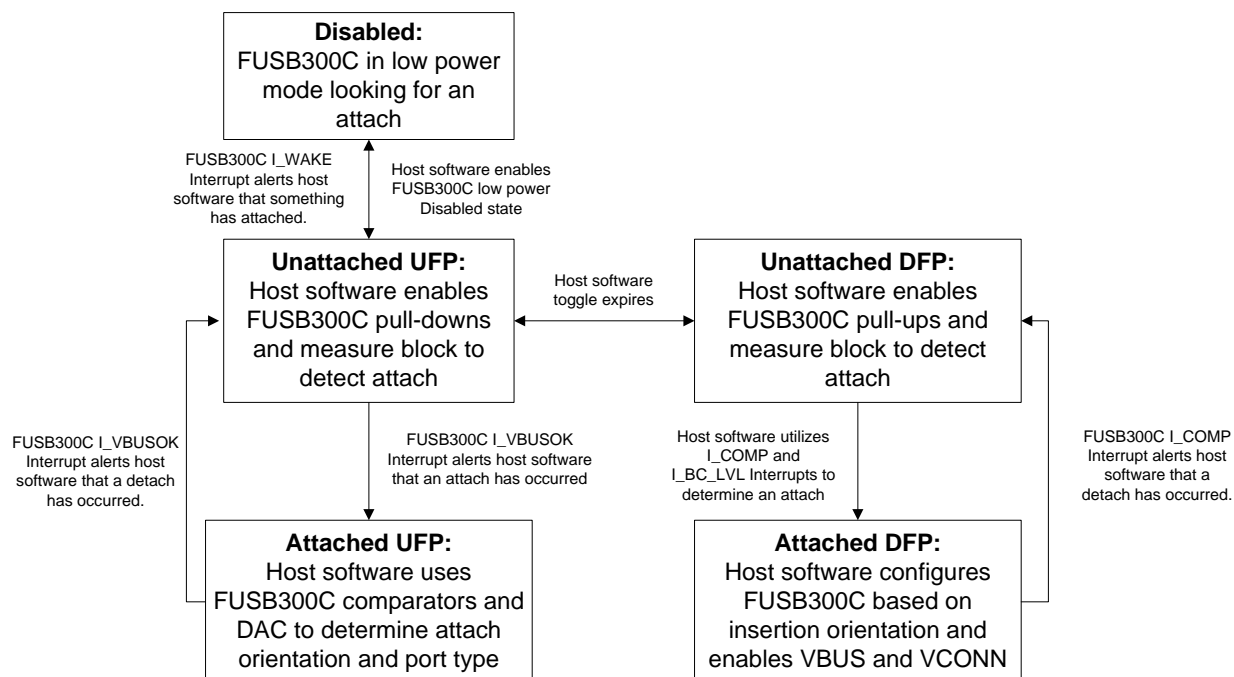 Disabled:
FUSB300C in low power
mode looking for an
attach
FUSB300C I_WAKE
Interrupt alerts host
software that something
has attached.
Host software enables
FUSB300C low power
Disabled state
Unattached UFP:
Host software enables
FUSB300C pull-downs
and measure block to
detect attach
Host software
toggle expires
Unattached DFP:
Host software enables
FUSB300C pull-ups and
measure block to detect
attach
FUSB300C I_VBUSOK
Interrupt alerts host
software that a detach
has occurred.
FUSB300C I_VBUSOK
Interrupt alerts host software
that an attach has occurred
Host software utilizes
I_COMP and
I_BC_LVL Interrupts to
determine an attach
FUSB300C I_COMP
Interrupt alerts host
software that a
detach has occurred.
Attached UFP:
Host software uses
FUSB300C comparators and
DAC to determine attach
orientation and port type
Attached DFP:
Host software configures
FUSB300C based on
insertion orientation and
enables VBUS and VCONN